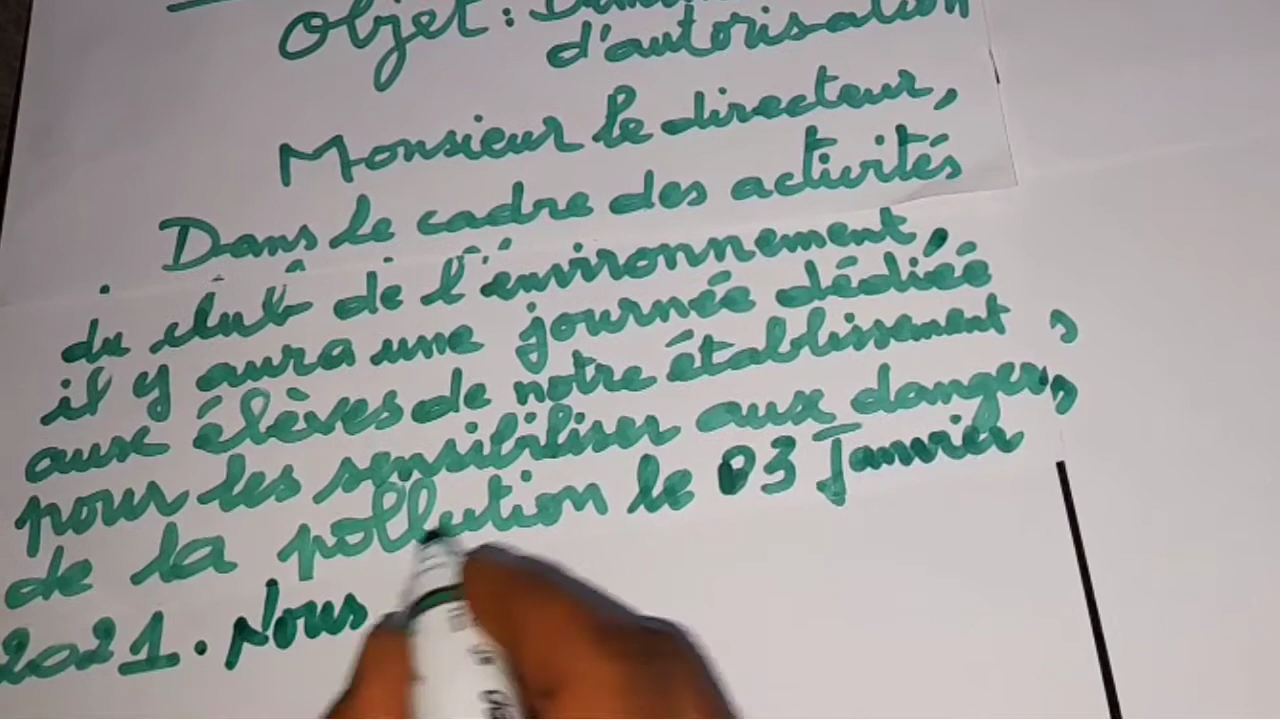 Objet :
d'autorisation
Monsieur le directeur,
Dans le cadre des activités
du club de l'environnement,
il y aura une journée dédiée
aux élèves de notre établissement,
pour les sensibiliser aux dangers,
de la pollution le 03 Janvier
2021. Nous